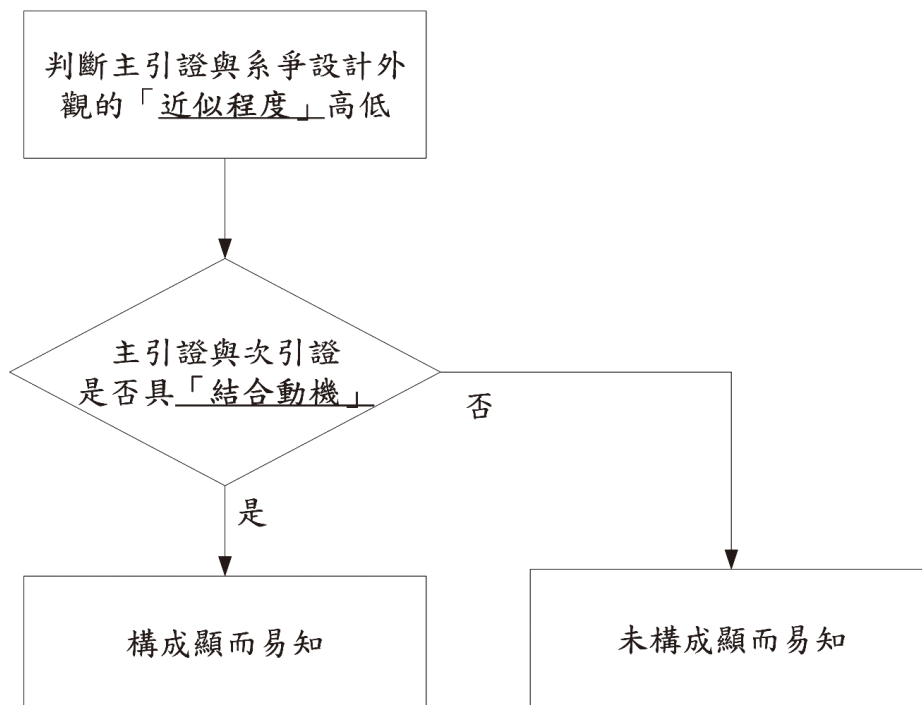 判斷主引證與系爭設計外
觀的「近似程度」高低
主引證與次引證
是否具「結合動機」
否
是
構成顯而易知
未構成顯而易知